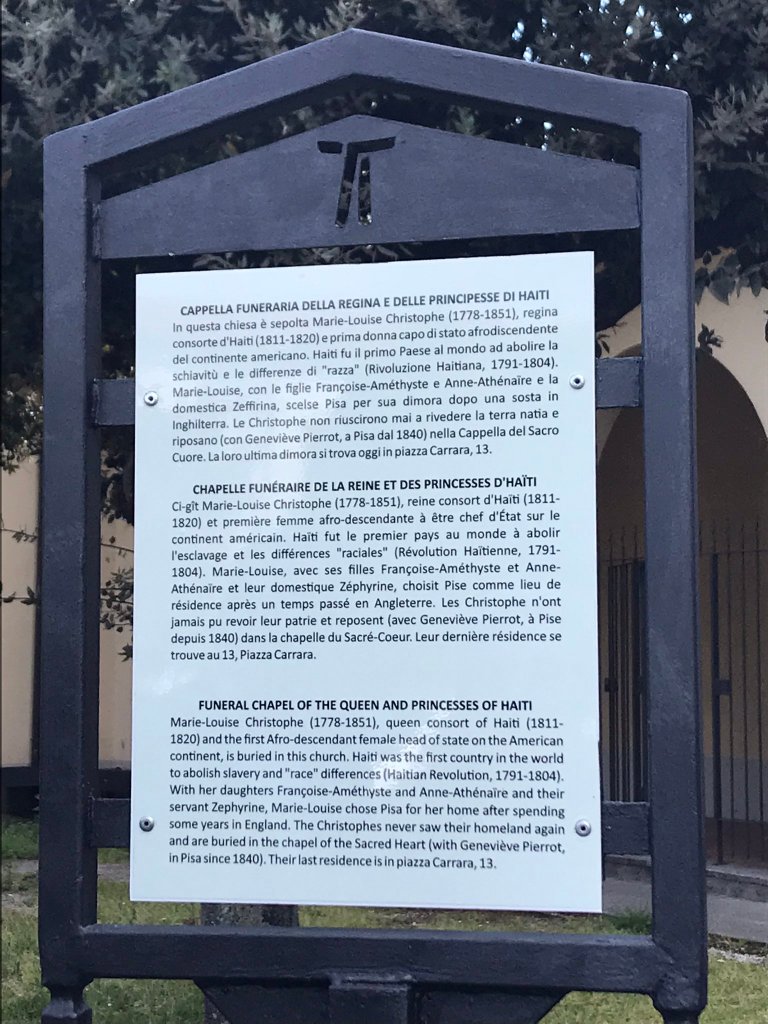 CAPPELLA FUNERARIA DELLA REGINA E DELLE PRINCIPESSE DI HAITI
In questa chiesa è sepolta Marie-Louise Christophe (1778-1851), regina
consorte d'Haiti (1811-1820) e prima donna capo di stato afrodiscendente
del continente americano. Haiti fu il primo Paese al mondo ad abolire la
schiavitù e le differenze di "razza" (Rivoluzione Haitiana, 1791-1804).
Marie-Louise, con le figlie Françoise-Améthyste e Anne-Athénaïre e la
domestica Zeffirina, scelse Pisa per sua dimora dopo una sosta in
Inghilterra. Le Christophe non riuscirono mai a rivedere la terra natia e
riposano (con Geneviève Pierrot, a Pisa dal 1840) nella Cappella del Sacro
Cuore. La loro ultima dimora si trova oggi in piazza Carrara, 13.
CHAPELLE FUNÉRAIRE DE LA REINE ET DES PRINCESSES D'HAÏTI
Ci-gît Marie-Louise Christophe (1778-1851), reine consort d'Haïti (1811-
1820) et première femme afro-descendante à être chef d'État sur le
continent américain. Haïti fut le premier pays au monde à abolir
l'esclavage et les différences "raciales" (Révolution Haïtienne, 1791-
1804). Marie-Louise, avec ses filles Françoise-Améthyste et Anne-
Athénaïre et leur domestique Zéphyrine, choisit Pise comme lieu de
résidence après un temps passé en Angleterre. Les Christophe n'ont
jamais pu revoir leur patrie et reposent (avec Geneviève Pierrot, à Pise
depuis 1840) dans la chapelle du Sacré-Coeur. Leur dernière résidence se
trouve au 13, Piazza Carrara.
FUNERAL CHAPEL OF THE QUEEN AND PRINCESSES OF HAITI
Marie-Louise Christophe (1778-1851), queen consort of Haiti (1811-
1820) and the first Afro-descendant female head of state on the American
continent, is buried in this church. Haiti was the first country in the world
to abolish slavery and "race" differences (Haitian Revolution, 1791-1804).
With her daughters Françoise-Améthyste and Anne-Athénaïre and their
servant Zephyrine, Marie-Louise chose Pisa for her home after spending
some years in England. The Christophes never saw their homeland again
and are buried in the chapel of the Sacred Heart (with Geneviève Pierrot,
in Pisa since 1840). Their last residence is in piazza Carrara, 13.